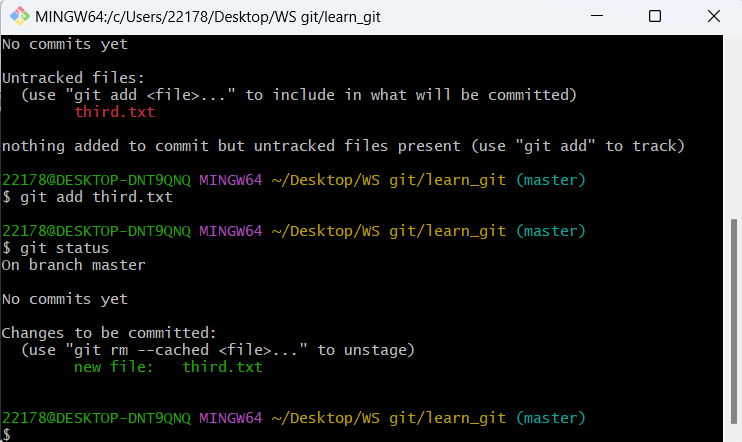 MINGW64:/c/Users/22178/Desktop/WS git/learn_git
No commits yet
Untracked files:
  (use "git add <file>..." to include in what will be committed)
        third.txt
nothing added to commit but untracked files present (use "git add" to track)
22178@DESKTOP-DNT9QNQ MINGW64 ~/Desktop/WS git/learn_git (master)
$ git add third.txt
22178@DESKTOP-DNT9QNQ MINGW64 ~/Desktop/WS git/learn_git (master)
$ git status
On branch master
No commits yet
Changes to be committed:
  (use "git rm --cached <file>..." to unstage)
        new file:   third.txt
22178@DESKTOP-DNT9QNQ MINGW64 ~/Desktop/WS git/learn_git (master)
$